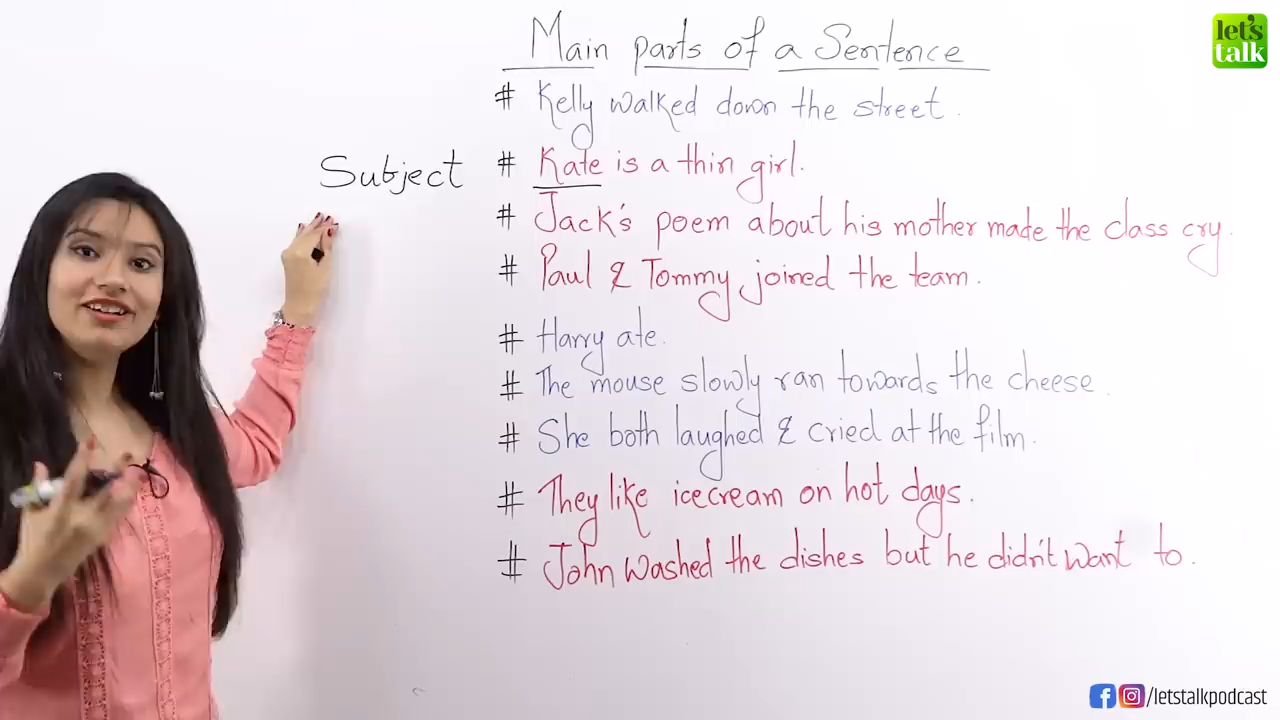 let's
talk
Main parts of a Sentence
# Kelly walked down the street.
Subject # Kate is a thin girl.
# Jack's poem about his mother made the class cry.
# Paul & Tommy joined the team.
# Harry ate.
# The mouse slowly ran towards the cheese.
# She both laughed & cried at the film.
# They like icecream on hot days.
# John washed the dishes but he didn't want to.
/letstalkpodcast